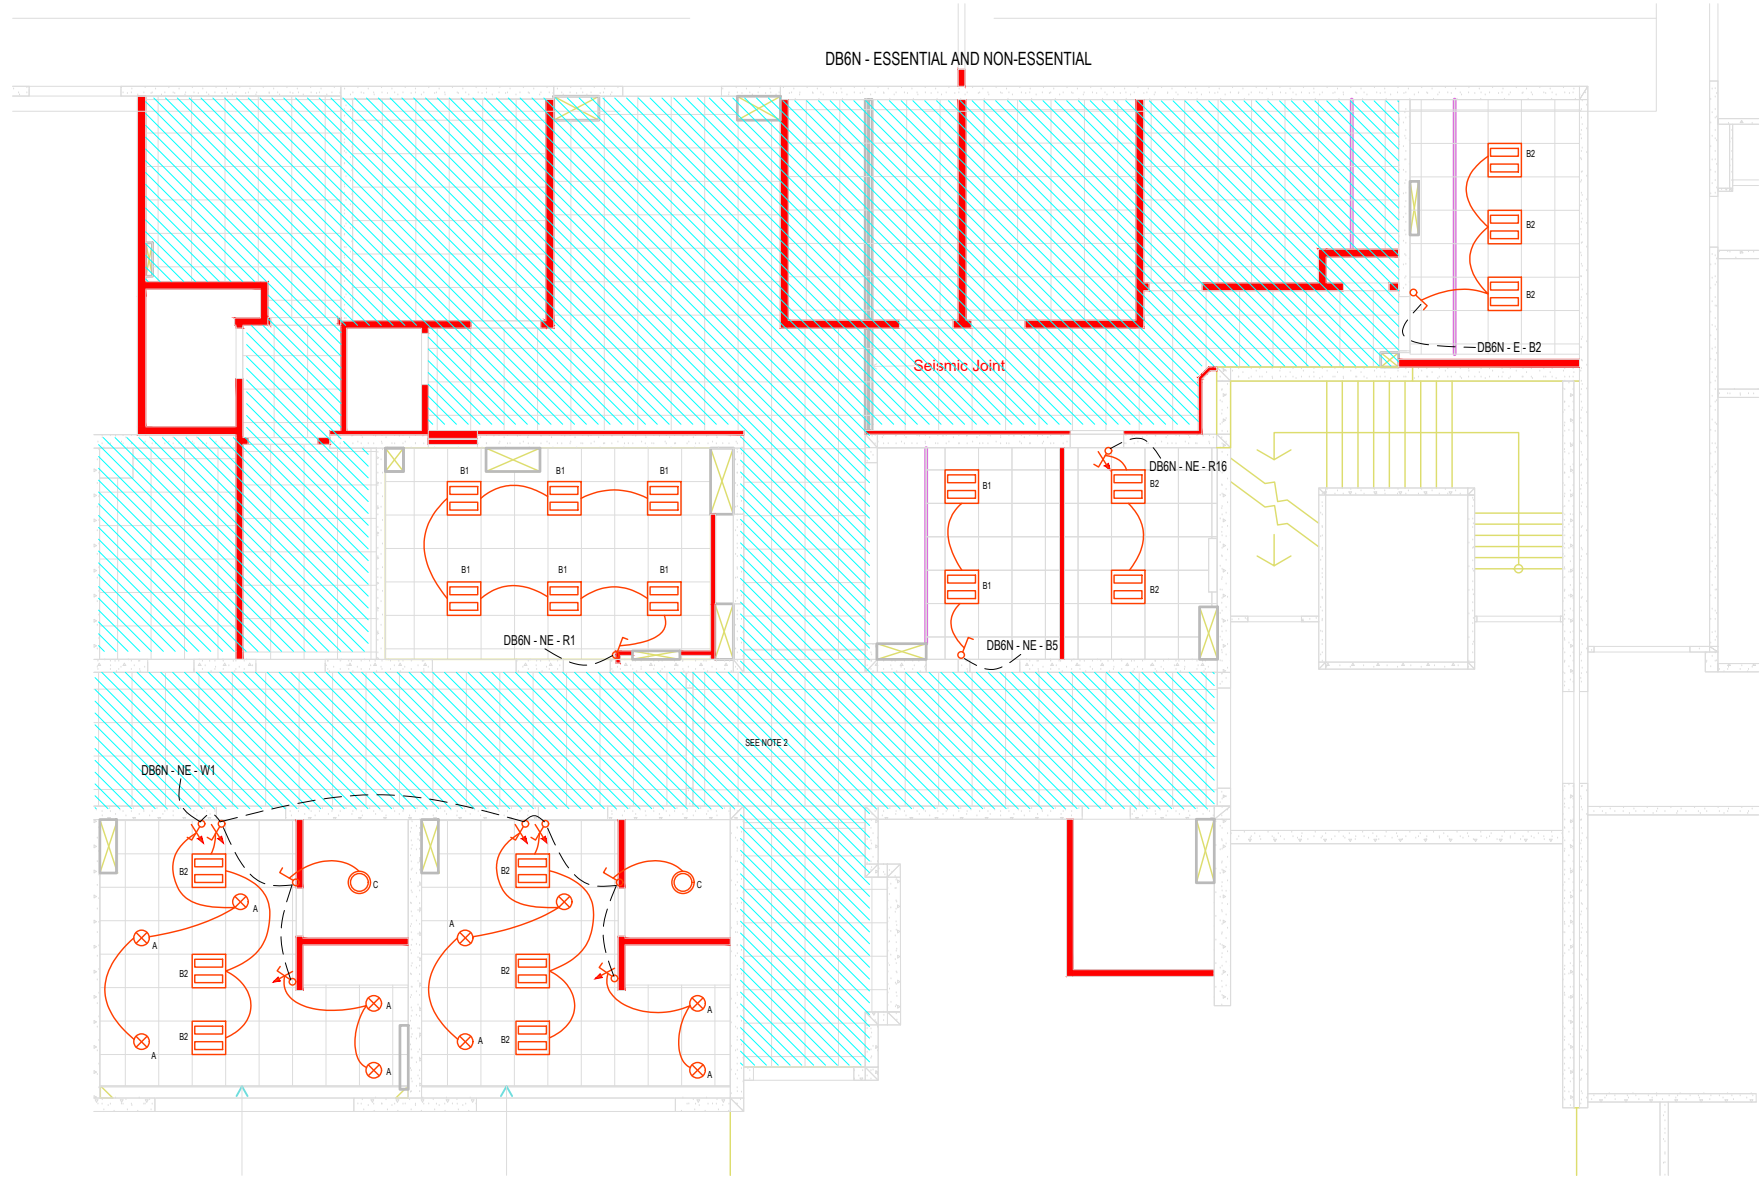 DB6N - ESSENTIAL AND NON-ESSENTIAL
B2
B2
B2
DB6N - E - B2
Seismic Joint
B1
B1
B1
DB6N - NE - R16
B1
B2
B1
B1
B1
B1
B2
DB6N - NE - R1
DB6N - NE - B5
SEE NOTE 2
DB6N - NE - W1
B2
B2
C
C
A
A
A
B2
B2
A
A
B2
B2
A
A
A
A